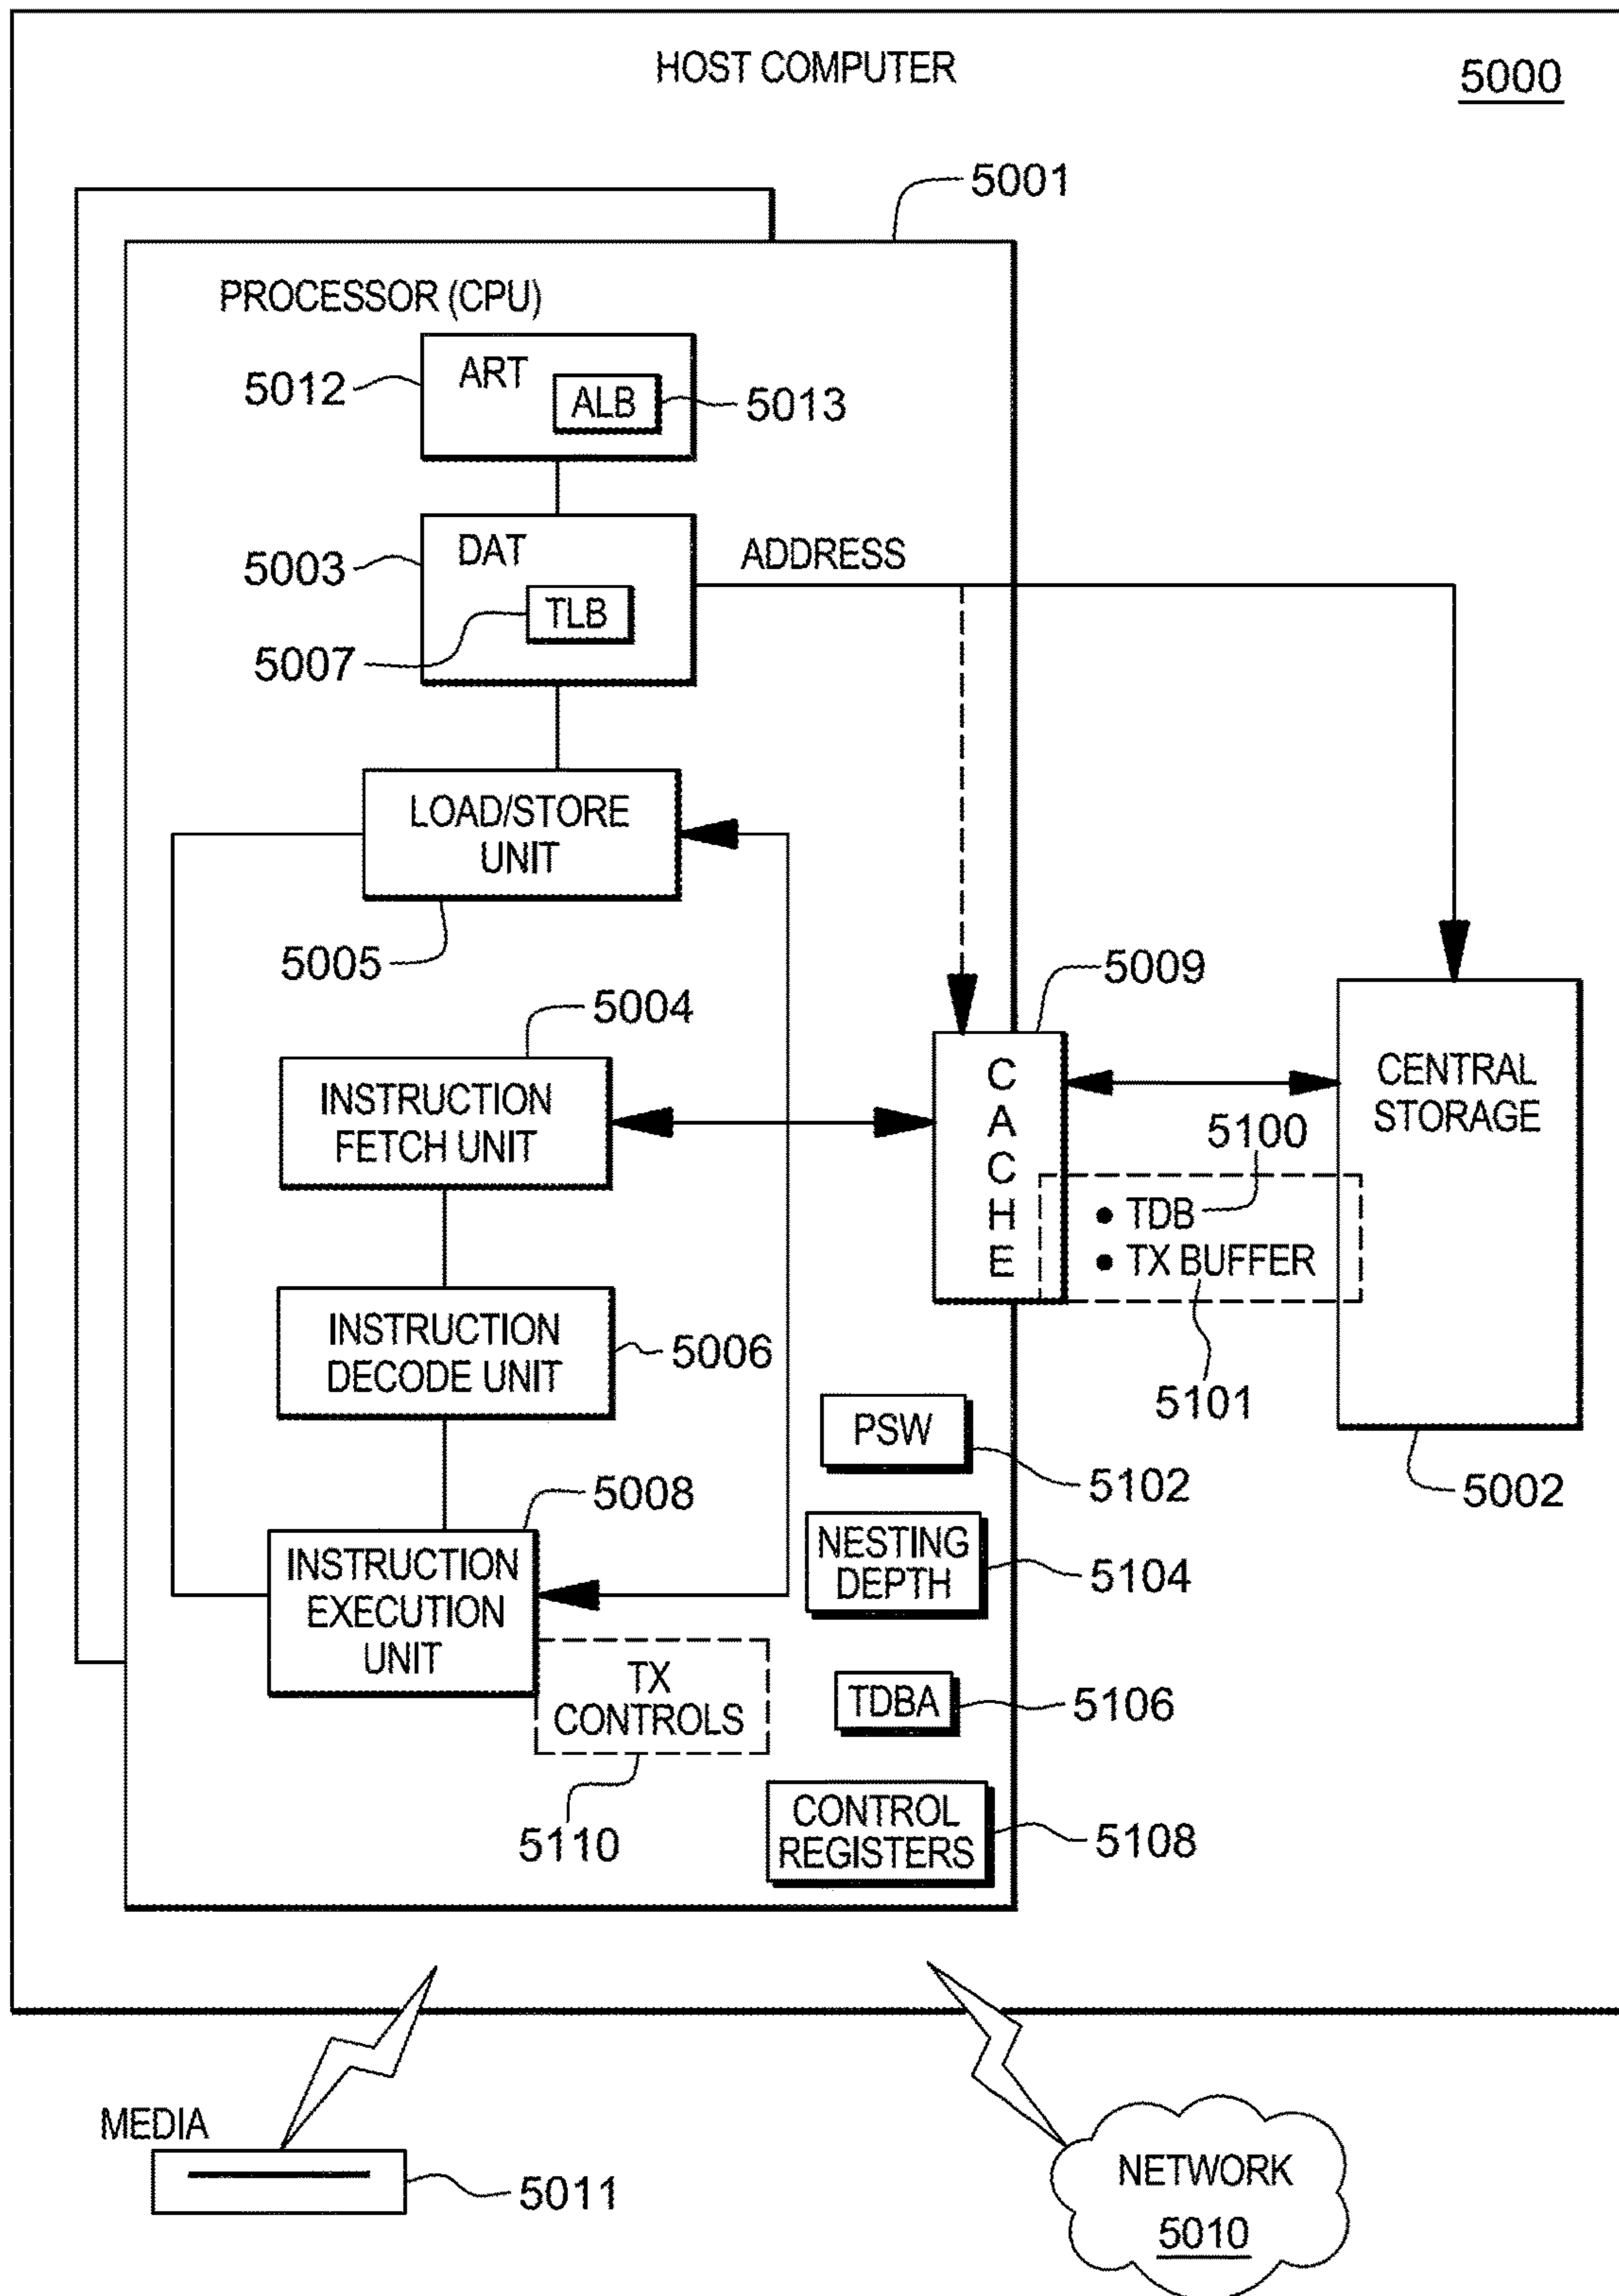 HOST COMPUTER
5000
5001
PROCESSOR (CPU)
ART
5012
ALB
5013
DAT
ADDRESS
5003
TLB
5007
LOAD/STORE
UNIT
5005
5009
5004
CACHE
CENTRAL
STORAGE
INSTRUCTION
FETCH UNIT
5100
• TDB
• TX BUFFER
INSTRUCTION
DECODE UNIT
5006
5101
PSW
5102
5002
5008
NESTING
DEPTH
5104
INSTRUCTION
EXECUTION
UNIT
TX
CONTROLS
TDBA
5106
5110
CONTROL
REGISTERS
5108
MEDIA
5011
NETWORK
5010